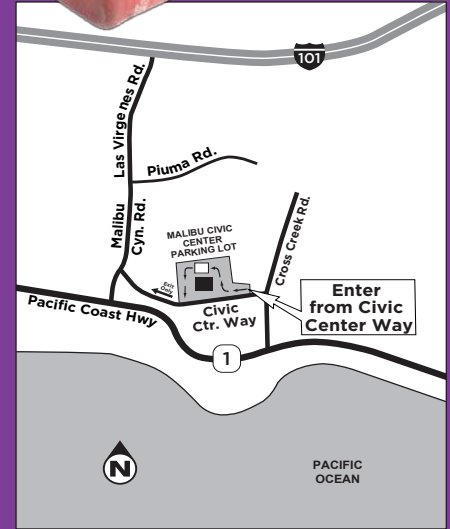 101
Las Virgenes Rd.
Piuma Rd.
Malibu
Cyn. Rd.
MALIBU CIVIC
CENTER
PARKING LOT
Cross Creek Rd.
Exit
Only
Enter
from Civic
Center Way
Pacific Coast Hwy
Civic
Ctr. Way
1
N
PACIFIC
OCEAN